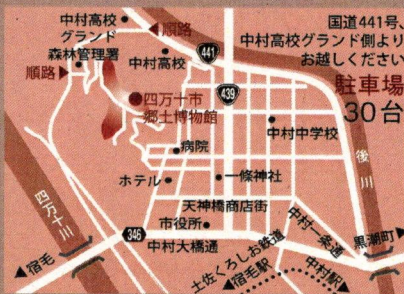 中村高校
グランド
森林管理署
順路
順路
中村高校
441
439
国道441号、
中村高校グランド側より
お越しください
駐車場
30台
四万十市
郷土博物館
中村中学校
後川
病院
ホテル
一條神社
天神橋商店街
市役所
四万十川
346
中村大橋通
宿毛
土佐くろしお鉄道
宿毛駅
中村駅
黒潮町